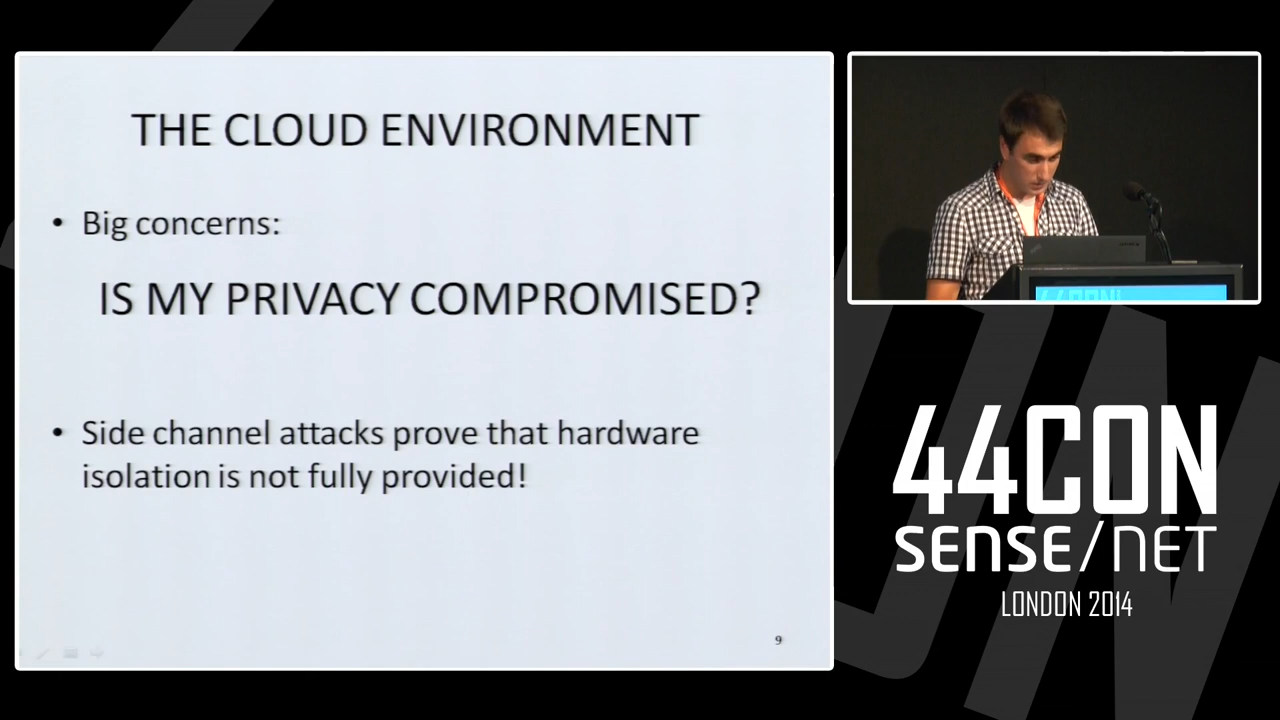 THE CLOUD ENVIRONMENT
• Big concerns:
IS MY PRIVACY COMPROMISED?
• Side channel attacks prove that hardware
isolation is not fully provided!
9
44CON
44CON
SENSE/NET
LONDON 2014